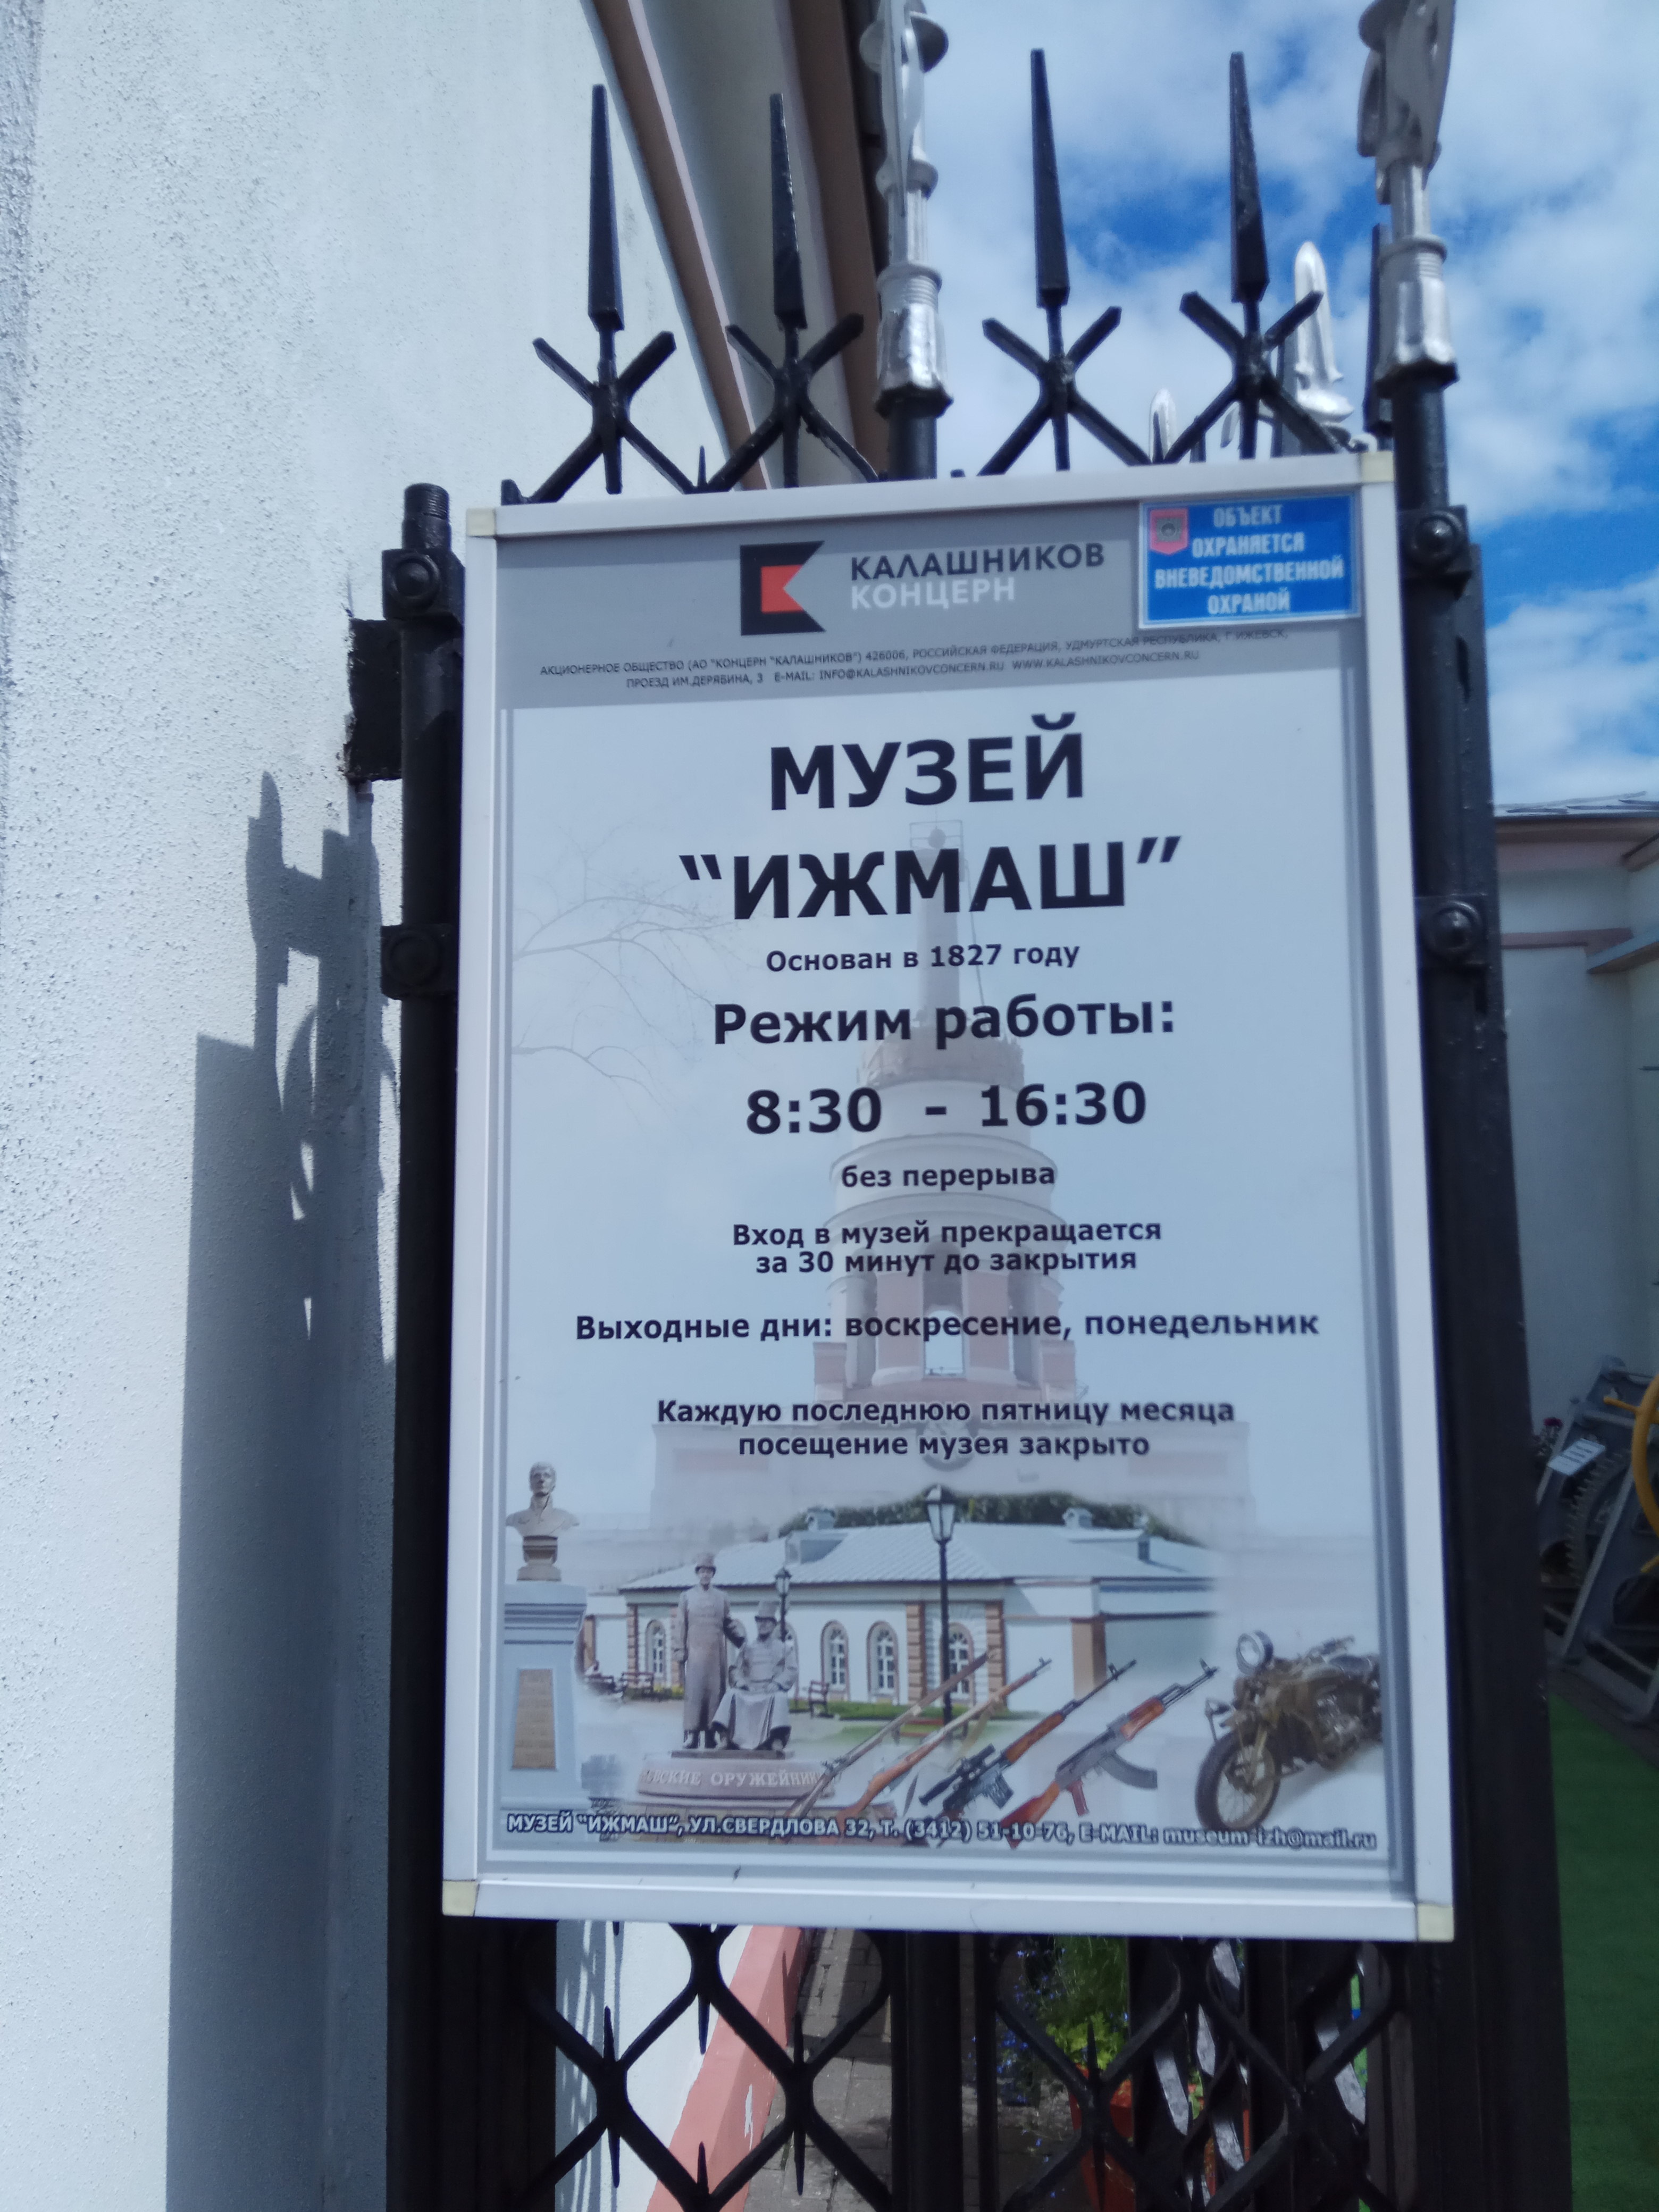 КАЛАШНИКОВ
КОНЦЕРН
ОБЪЕКТ
ОХРАНЯЕТСЯ
ВНЕВЕДОМСТВЕННОЙ
ОХРАНОЙ
АКЦИОНЕРНОЕ ОБЩЕСТВО (АО "КОНЦЕРН "КАЛАШНИКОВ") 426006, РОССИЙСКАЯ ФЕДЕРАЦИЯ, УДМУРТСКАЯ РЕСПУБЛИКА, Г ИЖЕВСК,
ПРОЕЗД ИМ.ДЕРЯБИНА, 3 E-MAIL: INFO@KALASHNIKOVCONCERN.RU WWW.KALASHNIKOVCONCERN.RU
МУЗЕЙ
“ИЖМАШ”
Основан в 1827 году
Режим работы:
8:30 - 16:30
без перерыва
Вход в музей прекращается
за 30 минут до закрытия
Выходные дни: воскресение, понедельник
Каждую последнюю пятницу месяца
посещение музея закрыто
ОРУЖЕЙНИК
МУЗЕЙ "ИЖМАШ", УЛ.СВЕРДЛОВА 32, Т. (3412) 51-10-76, E-MAIL: museum-izh@mail.ru